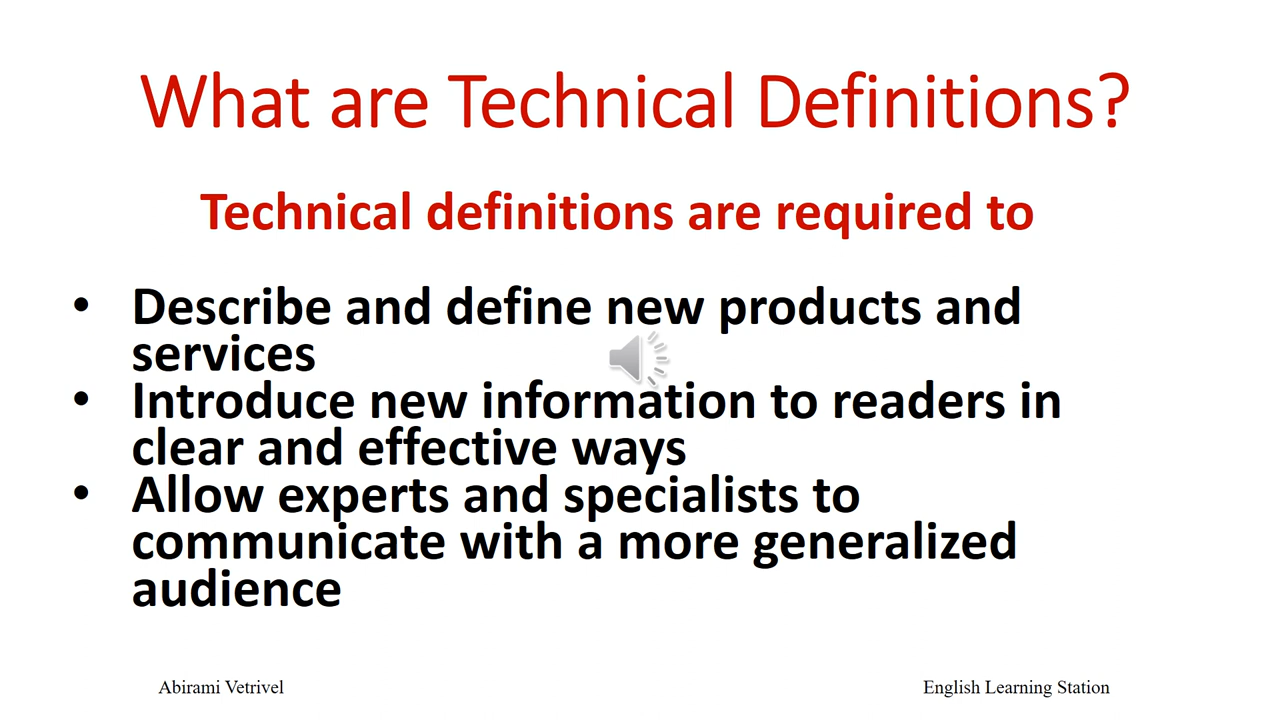 What are Technical Definitions?
Technical definitions are required to
• Describe and define new products and
services
• Introduce new information to readers in
clear and effective ways
• Allow experts and specialists to
communicate with a more generalized
audience
Abirami Vetrivel
English Learning Station